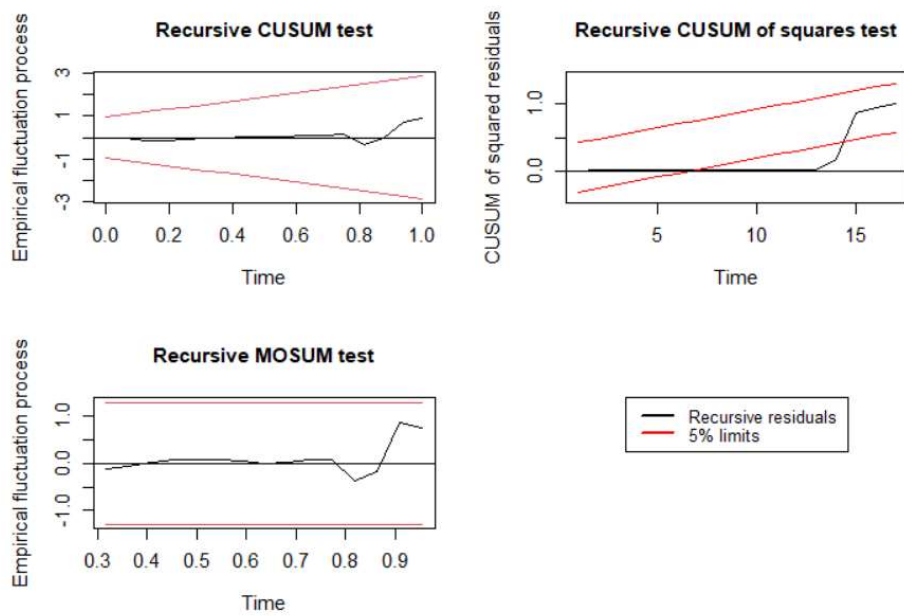 Recursive CUSUM test
Empirical fluctuation process
3
1
-1
-3
0.0 0.2 0.4 0.6 0.8 1.0
Time
Recursive CUSUM of squares test
CUSUM of squared residuals
1.0
0.0
5 10 15
Time
Recursive MOSUM test
Empirical fluctuation process
1.0
0.0
-1.0
0.3 0.4 0.5 0.6 0.7 0.8 0.9
Time
Recursive residuals
5% limits